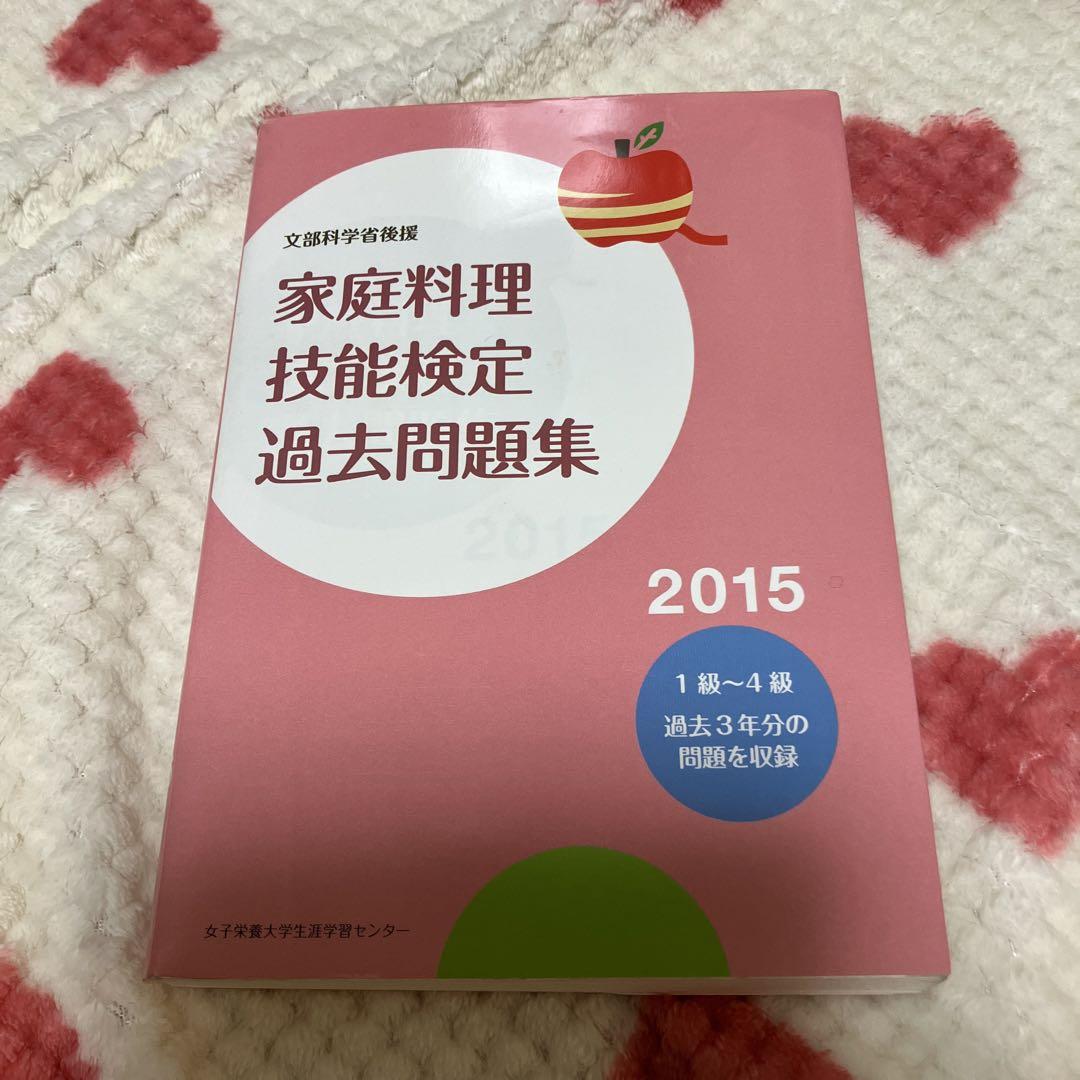 文部科学省後援
家庭料理
技能検定
過去問題集
2015
1級～4級
過去3年分の
問題を収録
女子栄養大学生涯学習センター